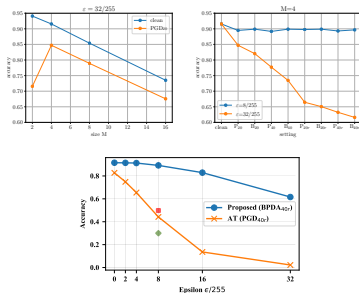 ε = 32/255
clean
PGD₂₀
accuracy
0.95
0.90
0.85
0.80
0.75
0.70
0.65
0.60
2
4
8
16
size M
M=4
accuracy
0.95
0.90
0.85
0.80
0.75
0.70
0.65
0.60
ε=8/255
ε=32/255
clean
setting
Proposed (BPDA₄₀ᵣ)
AT (PGD₄₀ᵣ)
Accuracy
0.8
0.6
0.4
0.2
0.0
0 2 4 8 16 32
Epsilon ε/255